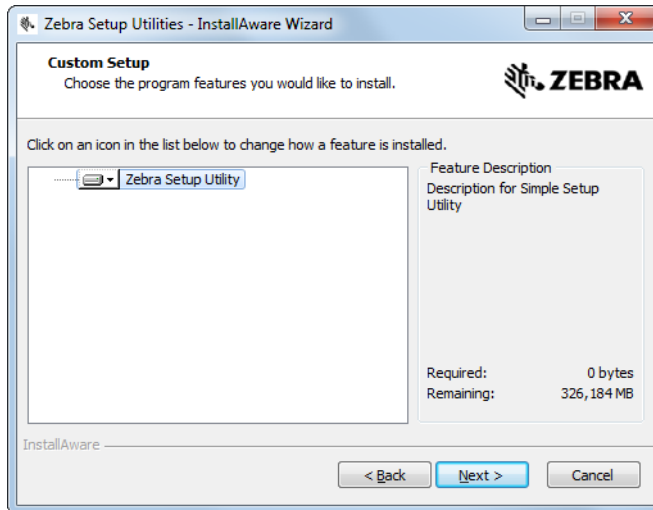 Zebra Setup Utilities - InstallAware Wizard
Custom Setup
Choose the program features you would like to install.
ZEBRA
Click on an icon in the list below to change how a feature is installed.
Zebra Setup Utility
Feature Description
Description for Simple Setup
Utility
Required: 0 bytes
Remaining: 326,184 MB
InstallAware
< Back Next > Cancel